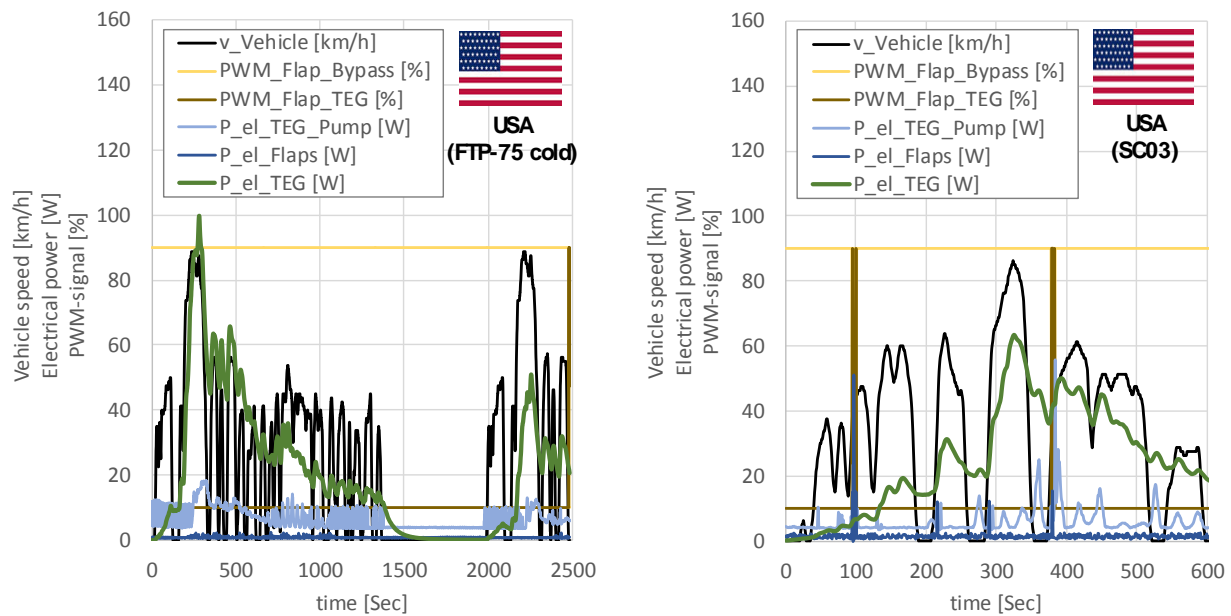 160
140
120
100
80
60
40
20
0
v_Vehicle [km/h]
PWM_Flap_Bypass [%]
PWM_Flap_TEG [%]
P_el_TEG_Pump [W]
P_el_Flaps [W]
P_el_TEG [W]
USA
(FTP-75 cold)
Vehicle speed [km/h]
Electrical power [W]
PWM-signal [%]
0
500
1000
1500
2000
2500
time [Sec]
160
140
120
100
80
60
40
20
0
v_Vehicle [km/h]
PWM_Flap_Bypass [%]
PWM_Flap_TEG [%]
P_el_TEG_Pump [W]
P_el_Flaps [W]
P_el_TEG [W]
USA
(SC03)
Vehicle speed [km/h]
Electrical power [W]
PWM-signal [%]
0
100
200
300
400
500
600
time [Sec]